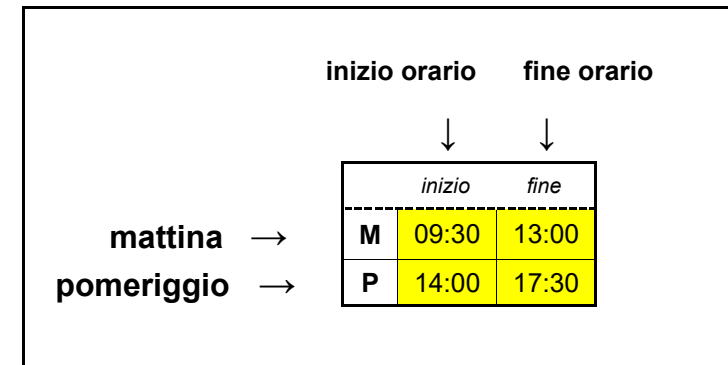 inizio orario fine orario
↓ ↓
inizio fine
mattina → M 09:30 13:00
pomeriggio → P 14:00 17:30